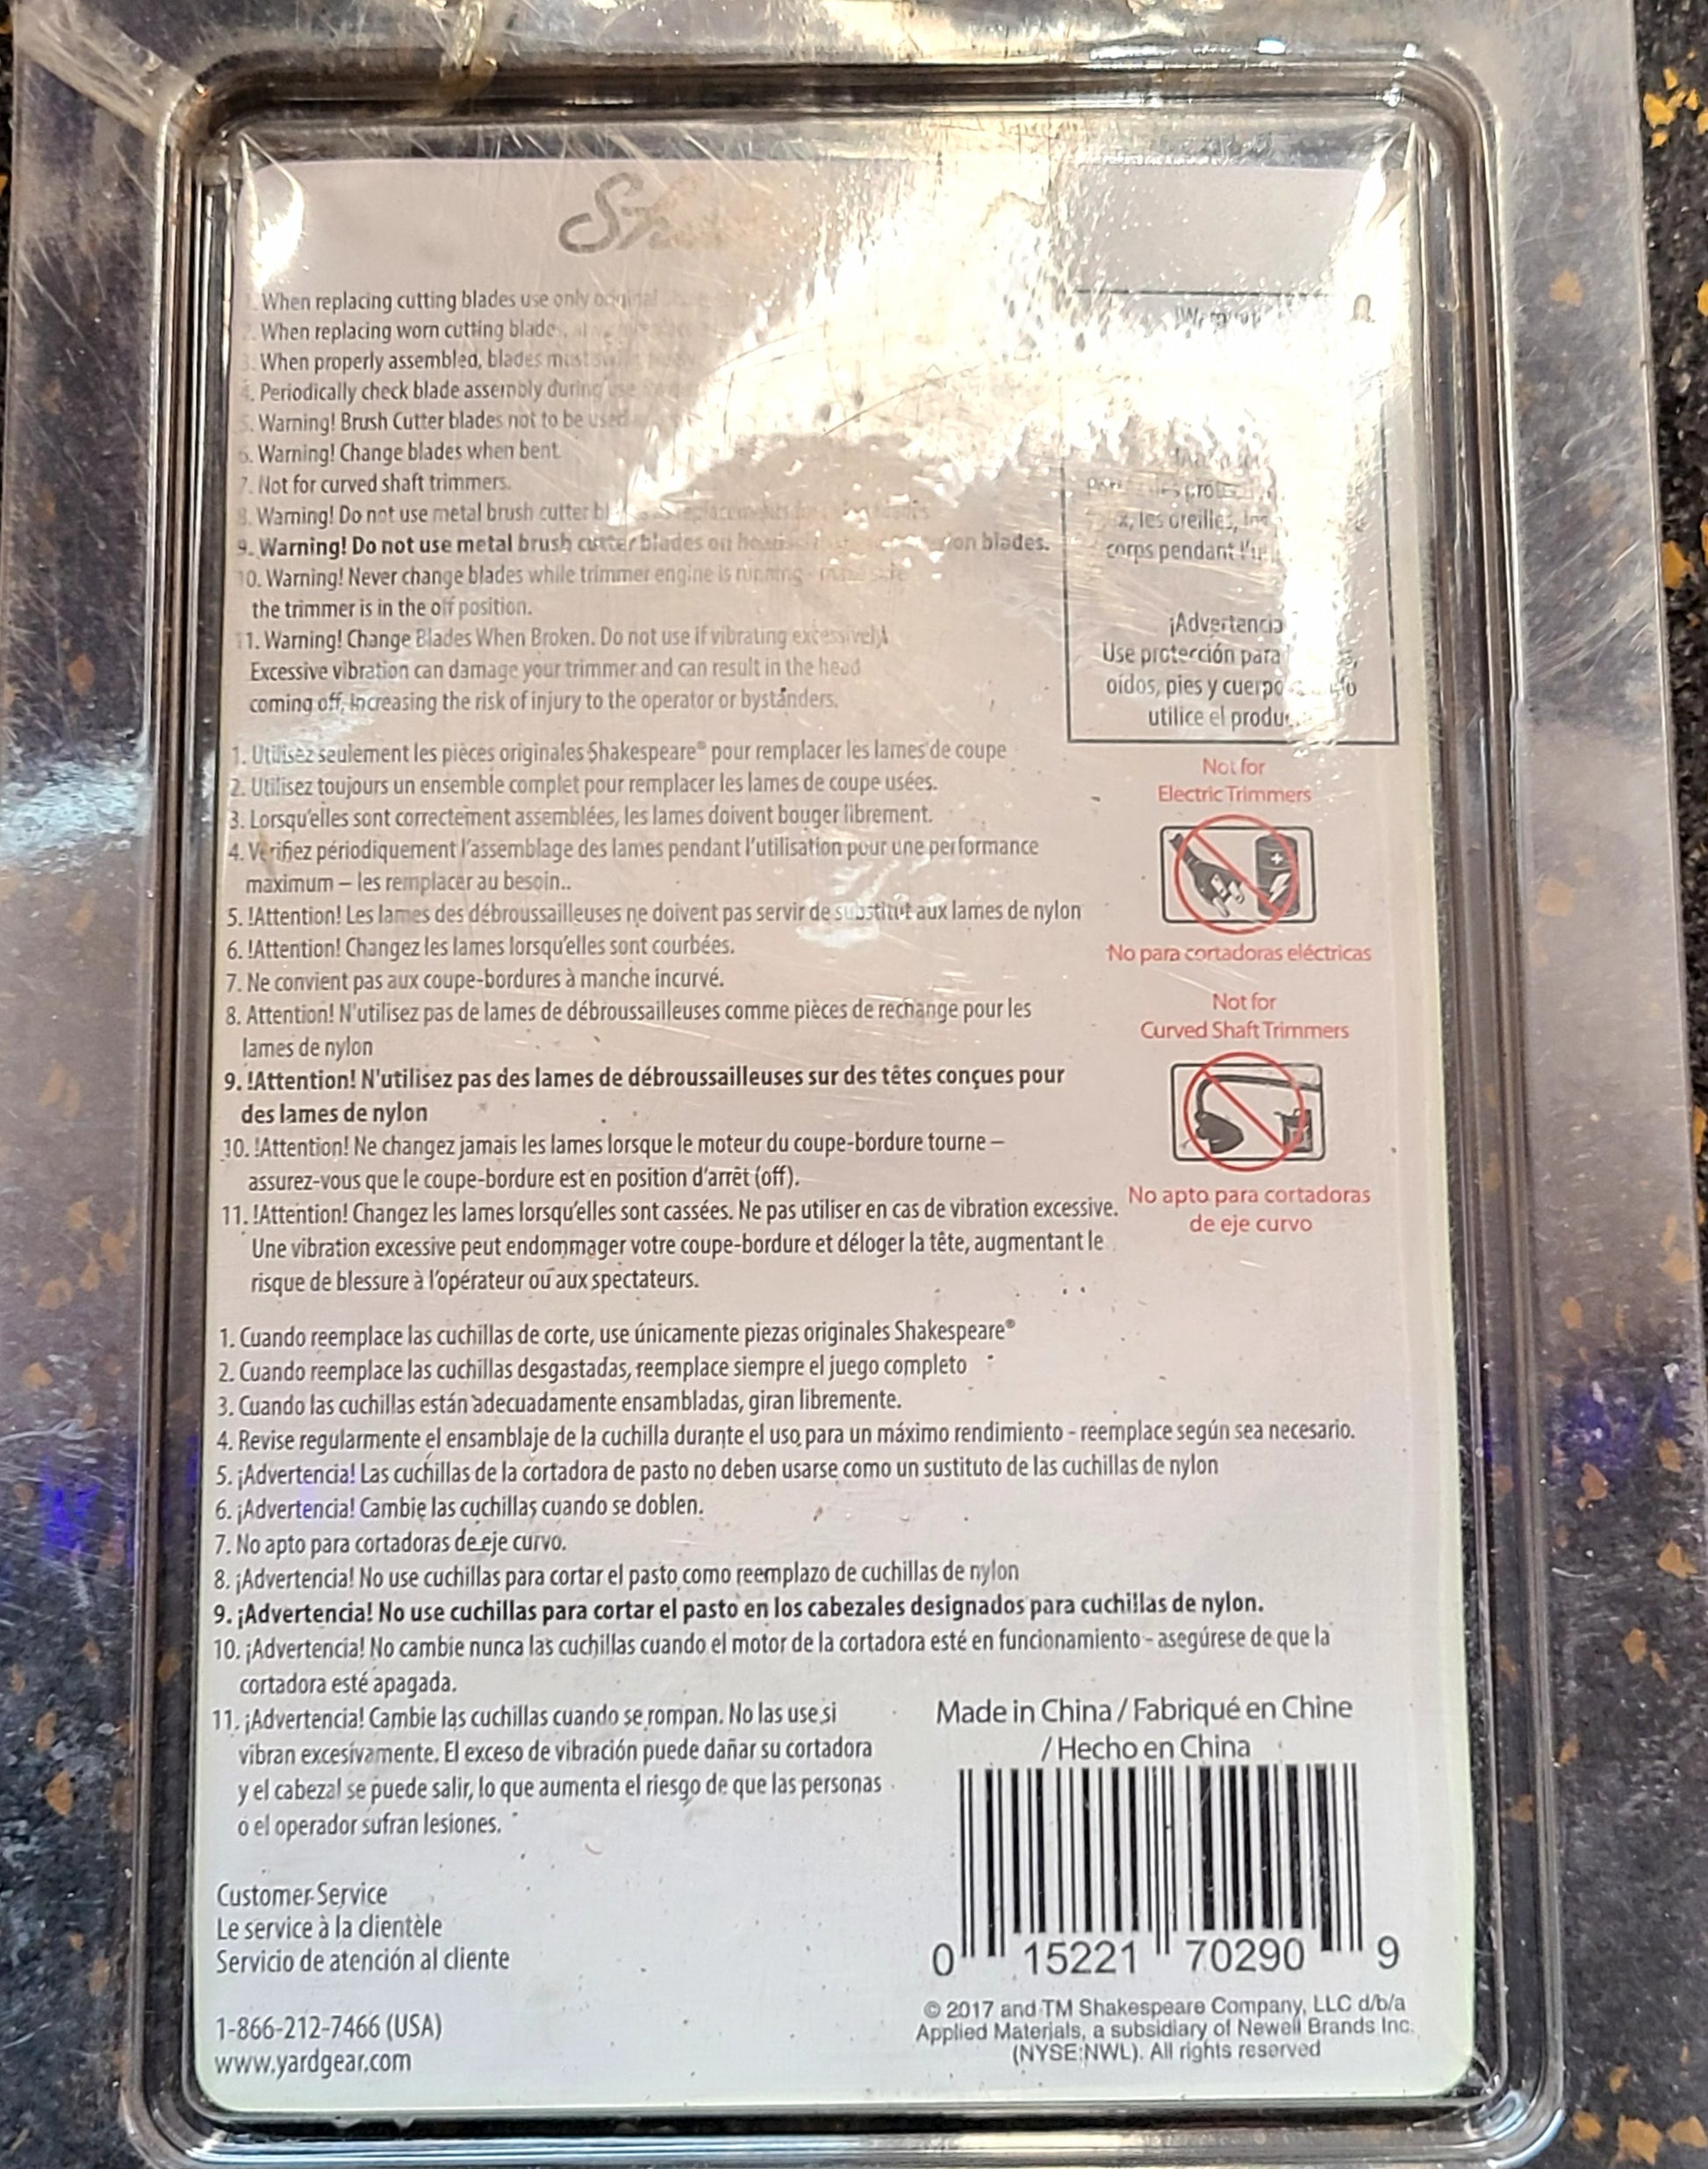 1. When replacing cutting blades use only original
2. When replacing worn cutting blades,
3. When properly assembled, blades must
4. Periodically check blade assembly during use
5. Warning! Brush Cutter blades not to be used
6. Warning! Change blades when bent.
7. Not for curved shaft trimmers.
8. Warning! Do not use metal brush cutter
9. Warning! Do not use metal brush cutter blades on heads blades.
10. Warning! Never change blades while trimmer engine is running -
the trimmer is in the off position.
11. Warning! Change Blades When Broken. Do not use if vibrating excessively!
Excessive vibration can damage your trimmer and can result in the head
coming off, increasing the risk of injury to the operator or bystanders.
les oreilles,
corps pendant
¡Advertencia
Use protección para
oídos, pies y cuerpo
utilice el
1. Utilisez seulement les pièces originales Shakespeare® pour remplacer les lames de coupe
2. Utilisez toujours un ensemble complet pour remplacer les lames de coupe usées.
3. Lorsqu'elles sont correctement assemblées, les lames doivent bouger librement.
4. Vérifiez périodiquement l'assemblage des lames pendant l'utilisation pour une performance
maximum – les remplacer au besoin..
5. !Attention! Les lames des débroussailleuses ne doivent pas servir de substitut aux lames de nylon
6. !Attention! Changez les lames lorsqu'elles sont courbées.
7. Ne convient pas aux coupe-bordures à manche incurvé.
8. Attention! N'utilisez pas de lames de débroussailleuses comme pièces de rechange pour les
lames de nylon
9. !Attention! N'utilisez pas des lames de débroussailleuses sur des têtes conçues pour
des lames de nylon
10. !Attention! Ne changez jamais les lames lorsque le moteur du coupe-bordure tourne –
assurez-vous que le coupe-bordure est en position d'arrêt (off).
11. !Attention! Changez les lames lorsqu'elles sont cassées. Ne pas utiliser en cas de vibration excessive.
Une vibration excessive peut endommager votre coupe-bordure et déloger la tête, augmentant le
risque de blessure à l'opérateur ou aux spectateurs.
Not for
Electric Trimmers
No para cortadoras eléctricas
Not for
Curved Shaft Trimmers
No apto para cortadoras
de eje curvo
1. Cuando reemplace las cuchillas de corte, use únicamente piezas originales Shakespeare®
2. Cuando reemplace las cuchillas desgastadas, reemplace siempre el juego completo
3. Cuando las cuchillas están adecuadamente ensambladas, giran libremente.
4. Revise regularmente el ensamblaje de la cuchilla durante el uso para un máximo rendimiento - reemplace según sea necesario.
5. ¡Advertencia! Las cuchillas de la cortadora de pasto no deben usarse como un sustituto de las cuchillas de nylon
6. ¡Advertencia! Cambie las cuchillas cuando se doblen.
7. No apto para cortadoras de eje curvo.
8. ¡Advertencia! No use cuchillas para cortar el pasto como reemplazo de cuchillas de nylon
9. ¡Advertencia! No use cuchillas para cortar el pasto en los cabezales designados para cuchillas de nylon.
10. ¡Advertencia! No cambie nunca las cuchillas cuando el motor de la cortadora esté en funcionamiento - asegúrese de que la
cortadora esté apagada.
11. ¡Advertencia! Cambie las cuchillas cuando se rompan. No las use si
vibran excesivamente. El exceso de vibración puede dañar su cortadora
y el cabezal se puede salir, lo que aumenta el riesgo de que las personas
o el operador sufran lesiones.
Made in China / Fabriqué en Chine
/ Hecho en China
0 15221 70290 9
Customer Service
Le service à la clientèle
Servicio de atención al cliente
1-866-212-7466 (USA)
www.yardgear.com
© 2017 and TM Shakespeare Company, LLC d/b/a
Applied Materials, a subsidiary of Newell Brands Inc.
(NYSE:NWL). All rights reserved